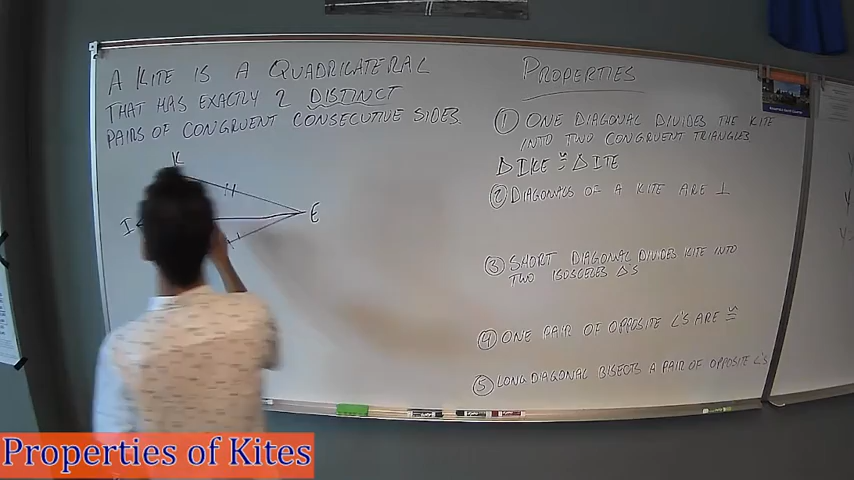 A KITE IS A QUADRILATERAL
THAT HAS EXACTLY 2 DISTINCT
PAIRS OF CONGRUENT CONSECUTIVE SIDES
K
I
E
PROPERTIES
① ONE DIAGONAL DIVIDES THE KITE
INTO TWO CONGRUENT TRIANGLES
△IKE ≅ △ITE
② DIAGONALS OF A KITE ARE ⊥
③ SHORT DIAGONAL DIVIDES KITE INTO
TWO ISOSCELES △S
④ ONE PAIR OF OPPOSITE ∠'S ARE ≅
⑤ LONG DIAGONAL BISECTS A PAIR OF OPPOSITE ∠'S
Properties of Kites